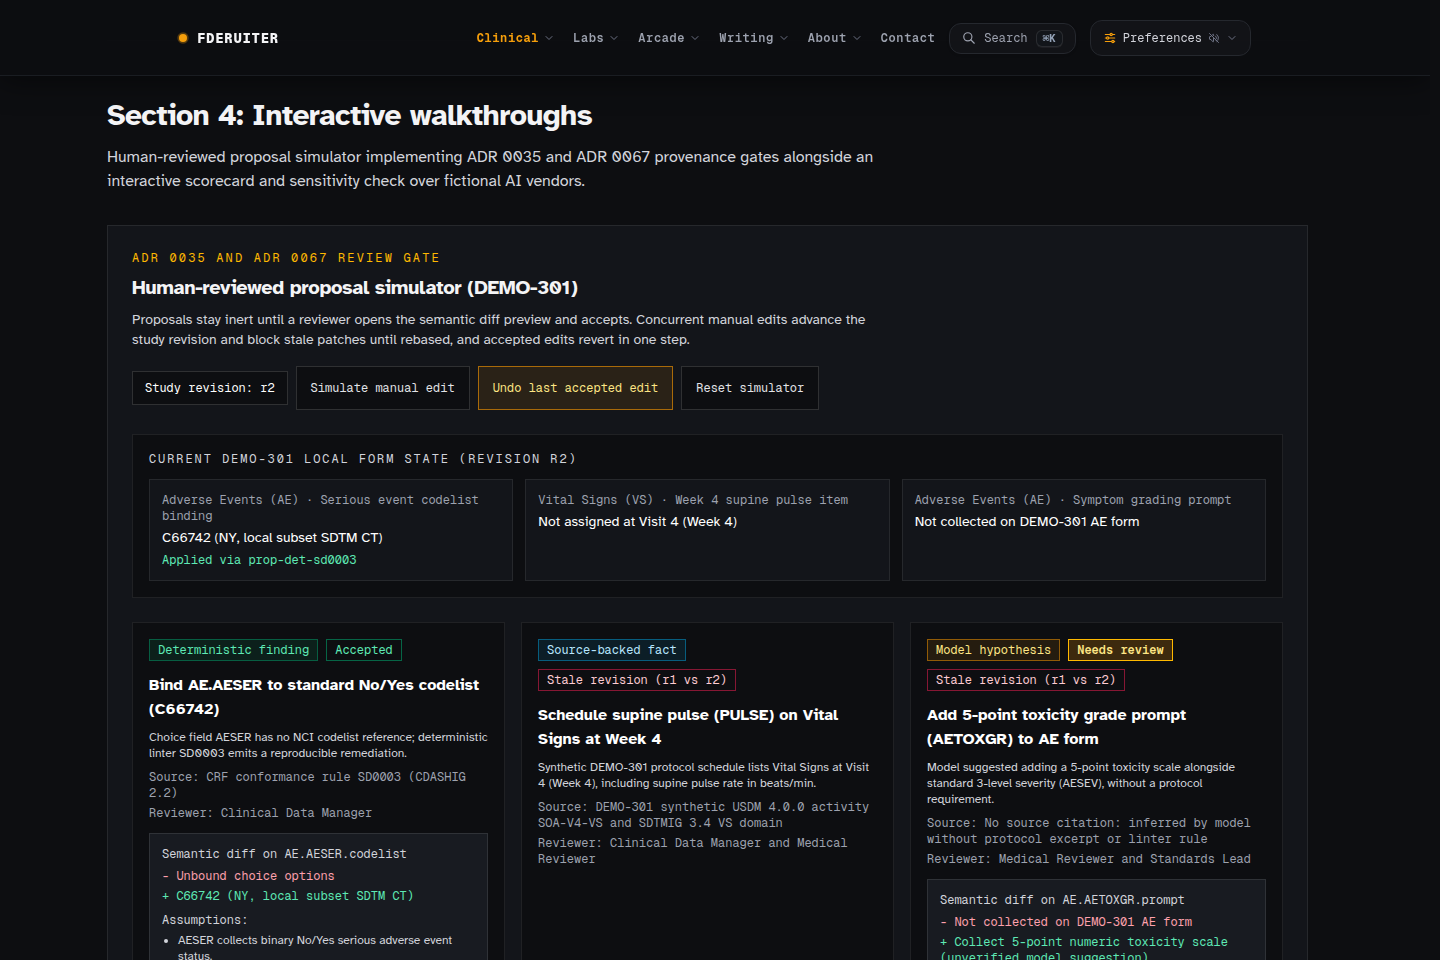 FDERUITER
Clinical Labs Arcade Writing About Contact Search ⌘K Preferences
Section 4: Interactive walkthroughs
Human-reviewed proposal simulator implementing ADR 0035 and ADR 0067 provenance gates alongside an
interactive scorecard and sensitivity check over fictional AI vendors.
ADR 0035 AND ADR 0067 REVIEW GATE
Human-reviewed proposal simulator (DEMO-301)
Proposals stay inert until a reviewer opens the semantic diff preview and accepts. Concurrent manual edits advance the
study revision and block stale patches until rebased, and accepted edits revert in one step.
Study revision: r2 Simulate manual edit Undo last accepted edit Reset simulator
CURRENT DEMO-301 LOCAL FORM STATE (REVISION R2)
Adverse Events (AE) · Serious event codelist
binding
C66742 (NY, local subset SDTM CT)
Applied via prop-det-sd0003
Vital Signs (VS) · Week 4 supine pulse item
Not assigned at Visit 4 (Week 4)
Adverse Events (AE) · Symptom grading prompt
Not collected on DEMO-301 AE form
Deterministic finding Accepted
Bind AE.AESER to standard No/Yes codelist
(C66742)
Choice field AESER has no NCI codelist reference; deterministic
linter SD0003 emits a reproducible remediation.
Source: CRF conformance rule SD0003 (CDASHIG
2.2)
Reviewer: Clinical Data Manager
Semantic diff on AE.AESER.codelist
- Unbound choice options
+ C66742 (NY, local subset SDTM CT)
Assumptions:
• AESER collects binary No/Yes serious adverse event
status.
Source-backed fact
Stale revision (r1 vs r2)
Schedule supine pulse (PULSE) on Vital
Signs at Week 4
Synthetic DEMO-301 protocol schedule lists Vital Signs at Visit
4 (Week 4), including supine pulse rate in beats/min.
Source: DEMO-301 synthetic USDM 4.0.0 activity
SOA-V4-VS and SDTMIG 3.4 VS domain
Reviewer: Clinical Data Manager and Medical
Reviewer
Model hypothesis Needs review
Stale revision (r1 vs r2)
Add 5-point toxicity grade prompt
(AETOXGR) to AE form
Model suggested adding a 5-point toxicity scale alongside
standard 3-level severity (AESEV), without a protocol
requirement.
Source: No source citation: inferred by model
without protocol excerpt or linter rule
Reviewer: Medical Reviewer and Standards Lead
Semantic diff on AE.AETOXGR.prompt
- Not collected on DEMO-301 AE form
+ Collect 5-point numeric toxicity scale
(unverified model suggestion)